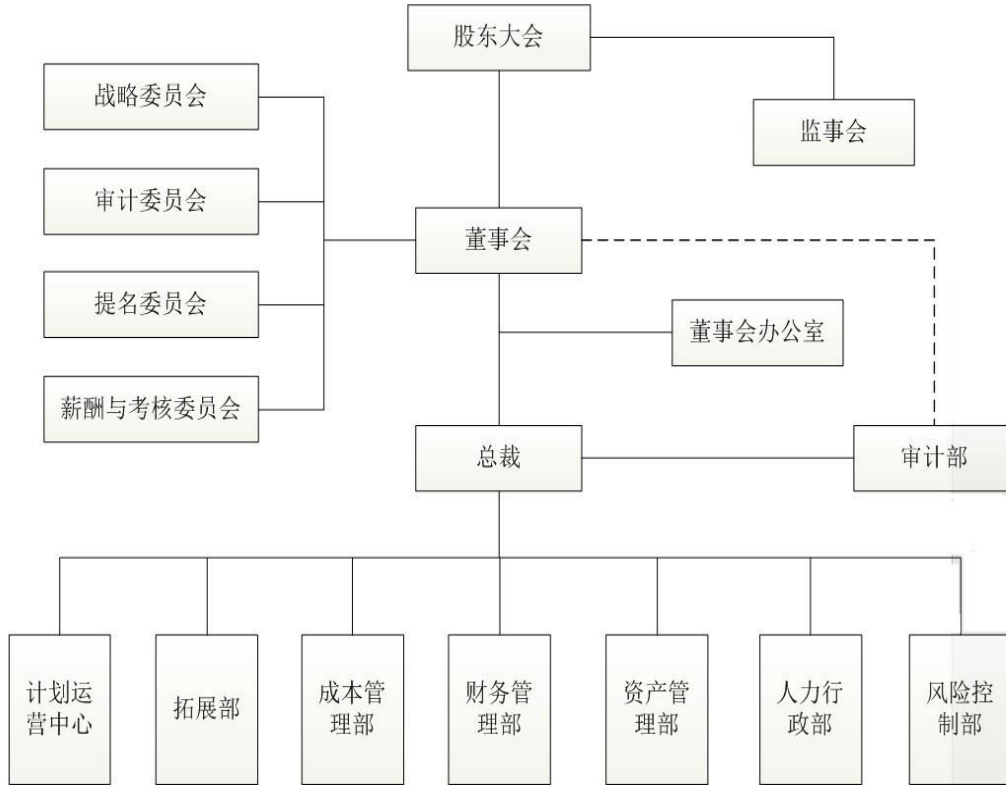 股东大会
战略委员会
监事会
审计委员会
董事会
提名委员会
董事会办公室
薪酬与考核委员会
总裁
审计部
计划运
营中心
拓展部
成本管
理部
财务管
理部
资产管
理部
人力行
政部
风险控
制部